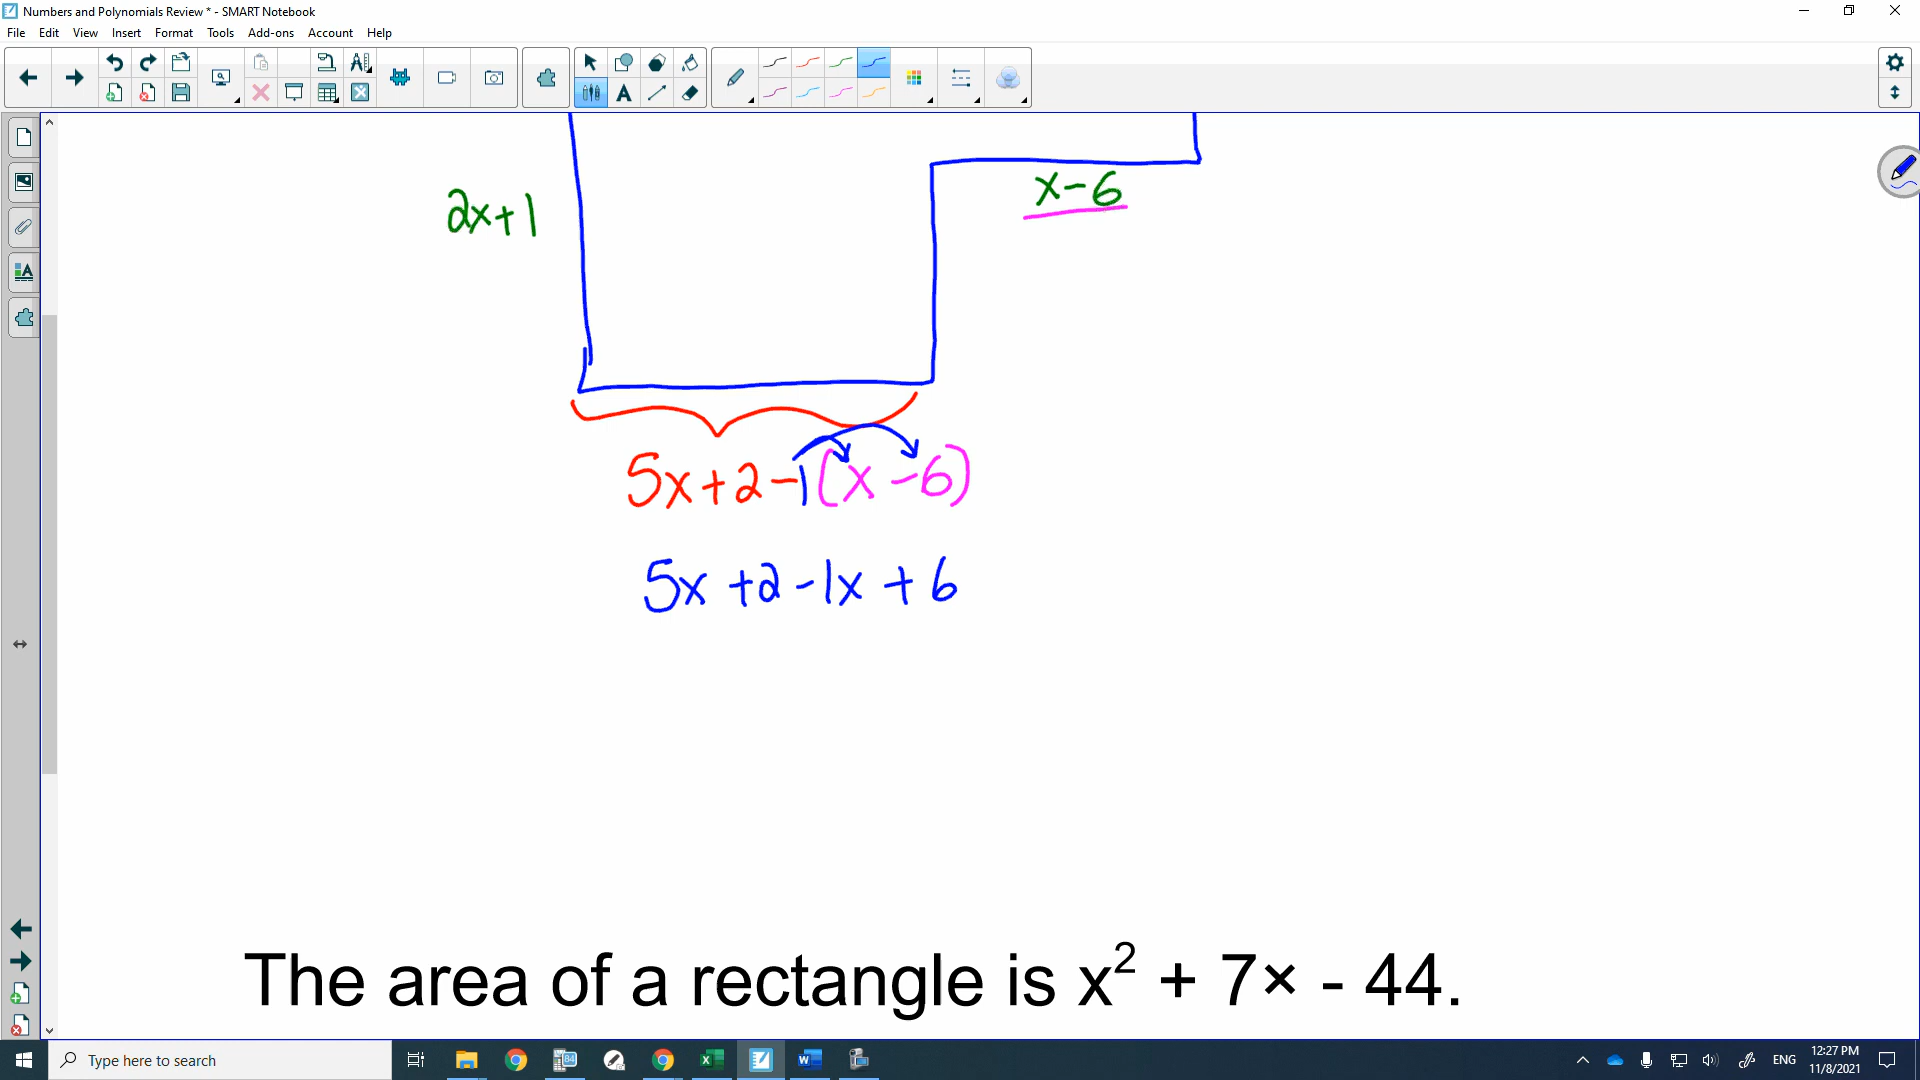 Numbers and Polynomials Review * - SMART Notebook
File Edit View Insert Format Tools Add-ons Account Help
2x+1
x-6
5x+2-1(x-6)
5x+2-1x+6
The area of a rectangle is x² + 7× - 44.
Type here to search
ENG
12:27 PM
11/8/2021